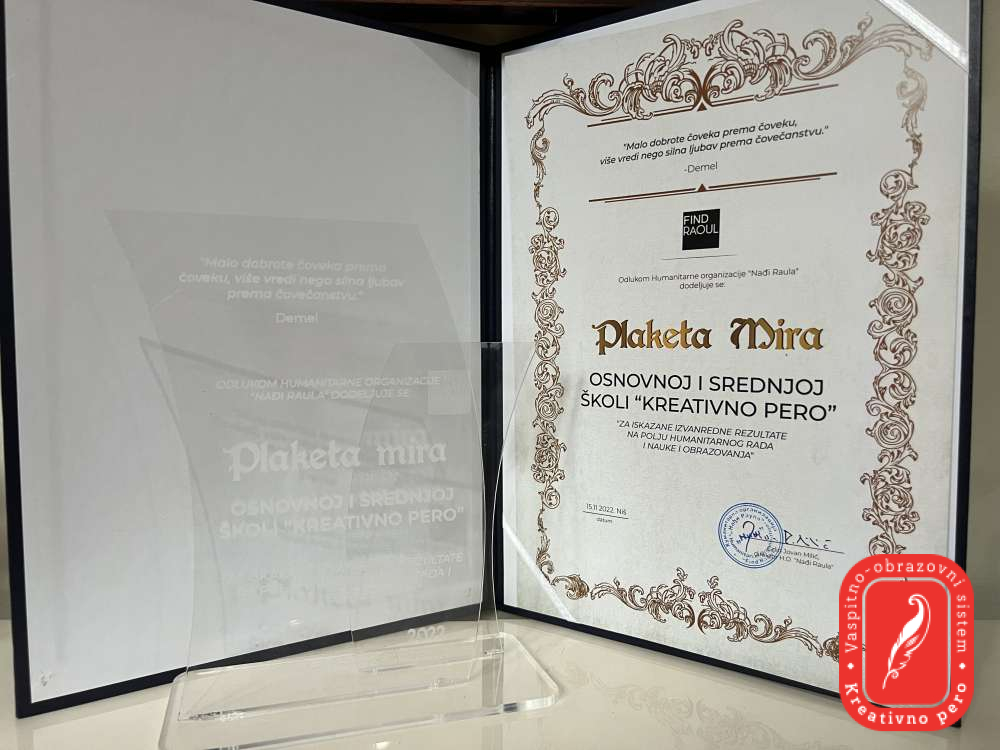 "Malo dobrote čoveka prema
čoveku, više vredi nego silna ljubav
prema čovečanstvu."
Demel
ODLUKOM HUMANITARNE ORGANIZACIJE
"NAĐI RAULA" DODELJUJE SE
Plaketa mira
OSNOVNOJ I SREDNJOJ
ŠKOLI "KREATIVNO PERO"
2022
"Malo dobrote čoveka prema čoveku,
više vredi nego silna ljubav prema čovečanstvu."
-Demel
FIND
RAOUL
Odlukom Humanitarne organizacije "Nađi Raula"
dodeljuje se:
Plaketa Mira
OSNOVNOJ I SREDNJOJ
ŠKOLI "KREATIVNO PERO"
"ZA ISKAZANE IZVANREDNE REZULTATE
NA POLJU HUMANITARNOG RADA
I NAUKE I OBRAZOVANJA"
15.11.2022. Niš
datum
Jovan Milić,
H.O. "Nađi Raula"
Vaspitno-obrazovni sistem
Kreativno pero